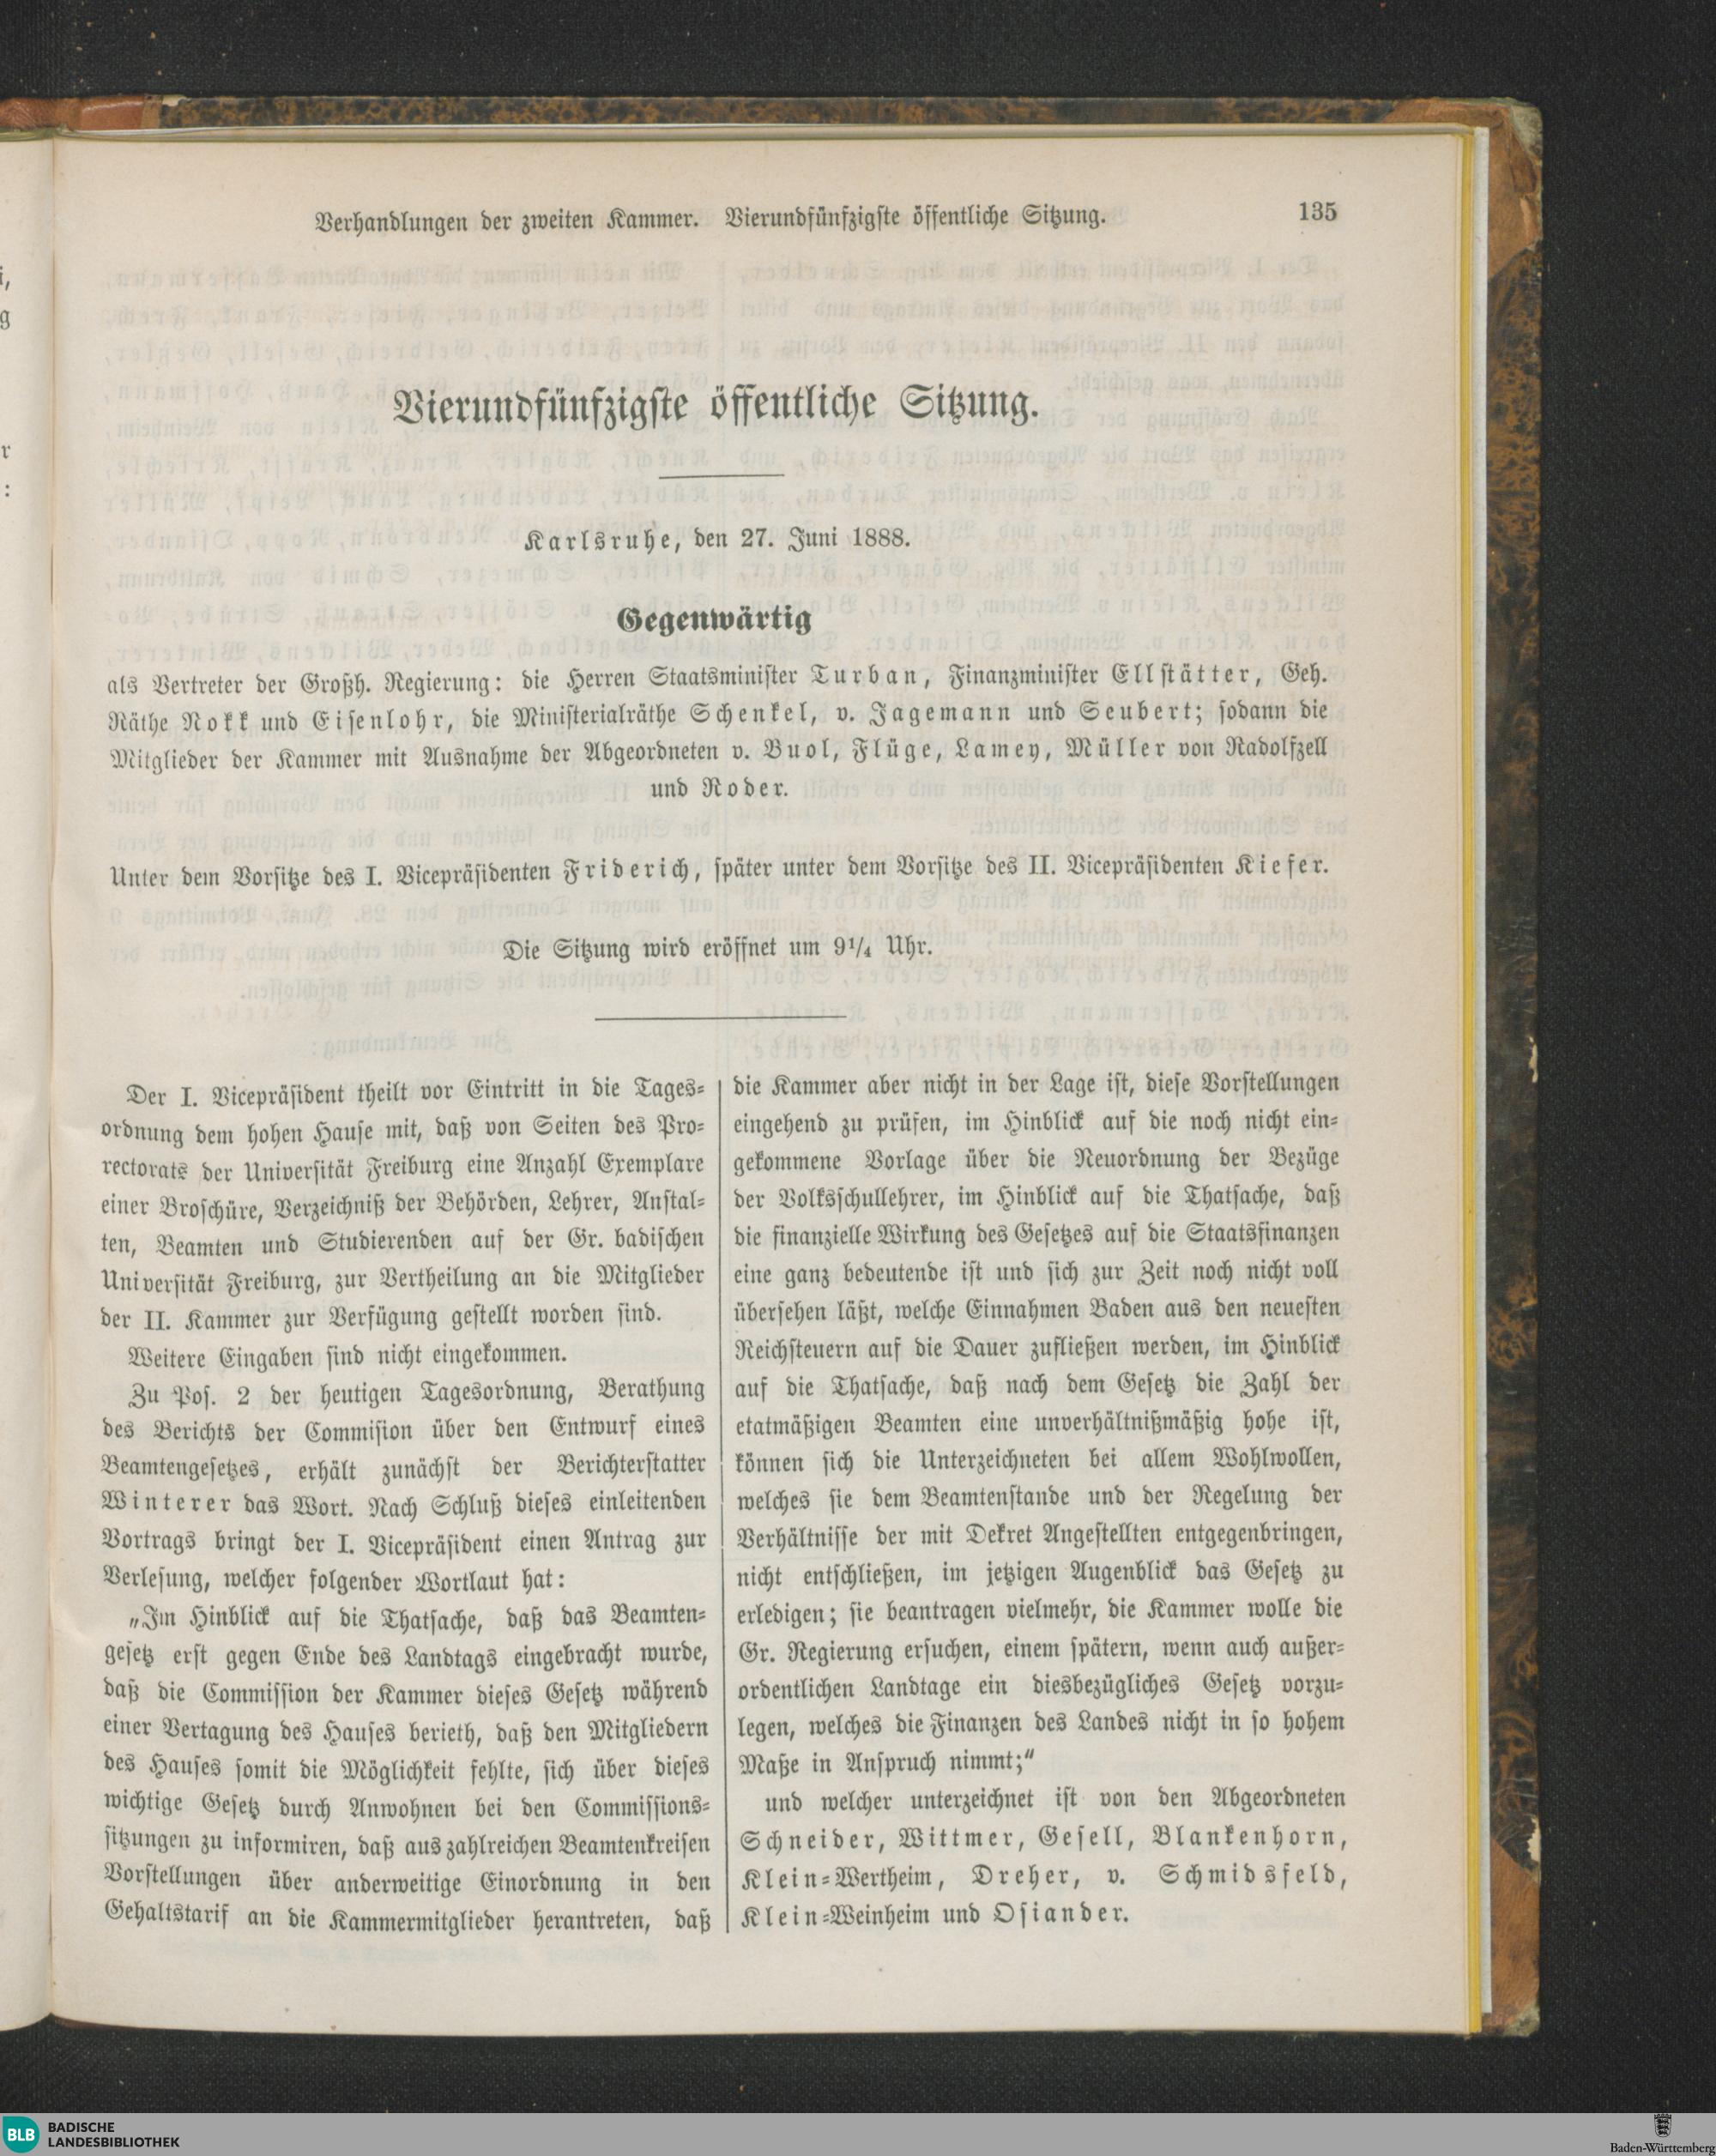 Verhandlungen der zweiten Kammer. Vierundfünfzigste öffentliche Sitzung. 135
Vierundfünfzigste öffentliche Sitzung.
Karlsruhe, den 27. Juni 1888.
Gegenwärtig
als Vertreter der Großh. Regierung: die Herren Staatsminister Turban, Finanzminister Ellstätter, Geh.
Räthe Nokk und Eisenlohr, die Ministerialräthe Schenkel, v. Jagemann und Seubert; sodann die
Mitglieder der Kammer mit Ausnahme der Abgeordneten v. Buol, Flüge, Lamey, Müller von Radolfzell
und Roder.
Unter dem Vorsitze des I. Vicepräsidenten Friderich, später unter dem Vorsitze des II. Vicepräsidenten Kiefer.
Die Sitzung wird eröffnet um 9¼ Uhr.
Der I. Vicepräsident theilt vor Eintritt in die Tages-
ordnung dem hohen Hause mit, daß von Seiten des Pro-
rectorats der Universität Freiburg eine Anzahl Exemplare
einer Broschüre, Verzeichniß der Behörden, Lehrer, Anstal-
ten, Beamten und Studierenden auf der Gr. badischen
Universität Freiburg, zur Vertheilung an die Mitglieder
der II. Kammer zur Verfügung gestellt worden sind.
Weitere Eingaben sind nicht eingekommen.
Zu Pos. 2 der heutigen Tagesordnung, Berathung
des Berichts der Commision über den Entwurf eines
Beamtengesetzes, erhält zunächst der Berichterstatter
Winterer das Wort. Nach Schluß dieses einleitenden
Vortrags bringt der I. Vicepräsident einen Antrag zur
Verlesung, welcher folgender Wortlaut hat:
„Im Hinblick auf die Thatsache, daß das Beamten-
gesetz erst gegen Ende des Landtags eingebracht wurde,
daß die Commission der Kammer dieses Gesetz während
einer Vertagung des Hauses berieth, daß den Mitgliedern
des Hauses somit die Möglichkeit fehlte, sich über dieses
wichtige Gesetz durch Anwohnen bei den Commissions-
sitzungen zu informiren, daß aus zahlreichen Beamtenkreisen
Vorstellungen über anderweitige Einordnung in den
Gehaltstarif an die Kammermitglieder herantreten, daß
die Kammer aber nicht in der Lage ist, diese Vorstellungen
eingehend zu prüfen, im Hinblick auf die noch nicht ein-
gekommene Vorlage über die Neuordnung der Bezüge
der Volksschullehrer, im Hinblick auf die Thatsache, daß
die finanzielle Wirkung des Gesetzes auf die Staatsfinanzen
eine ganz bedeutende ist und sich zur Zeit noch nicht voll
übersehen läßt, welche Einnahmen Baden aus den neuesten
Reichsteuern auf die Dauer zufließen werden, im Hinblick
auf die Thatsache, daß nach dem Gesetz die Zahl der
etatmäßigen Beamten eine unverhältnißmäßig hohe ist,
können sich die Unterzeichneten bei allem Wohlwollen,
welches sie dem Beamtenstande und der Regelung der
Verhältnisse der mit Dekret Angestellten entgegenbringen,
nicht entschließen, im jetzigen Augenblick das Gesetz zu
erledigen; sie beantragen vielmehr, die Kammer wolle die
Gr. Regierung ersuchen, einem spätern, wenn auch außer-
ordentlichen Landtage ein diesbezügliches Gesetz vorzu-
legen, welches die Finanzen des Landes nicht in so hohem
Maße in Anspruch nimmt;“
und welcher unterzeichnet ist von den Abgeordneten
Schneider, Wittmer, Gesell, Blankenhorn,
Klein-Wertheim, Dreher, v. Schmidsfeld,
Klein-Weinheim und Osiander.
BLB BADISCHE
LANDESBIBLIOTHEK
Baden-Württemberg